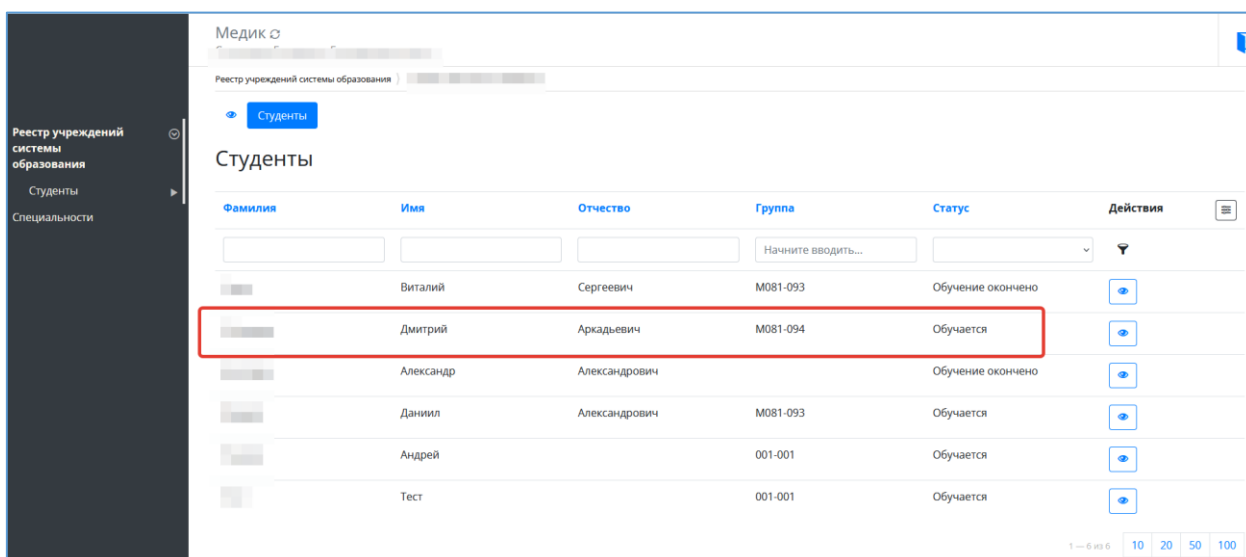 Медик
Реестр учреждений системы образования
Студенты
Реестр учреждений
системы
образования
Студенты
Специальности
Студенты
Фамилия Имя Отчество Группа Статус Действия
Начните вводить...
Виталий Сергеевич М081-093 Обучение окончено
Дмитрий Аркадьевич М081-094 Обучается
Александр Александрович Обучение окончено
Даниил Александрович М081-093 Обучается
Андрей 001-001 Обучается
Тест 001-001 Обучается
1 — 6 из 6 10 20 50 100